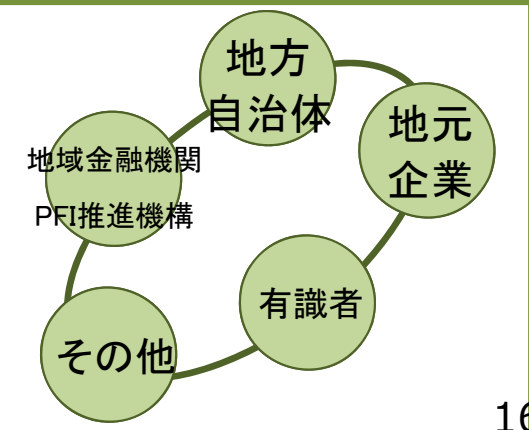 地方
自治体
地元
企業
地域金融機関
PFI推進機構
有識者
その他
16